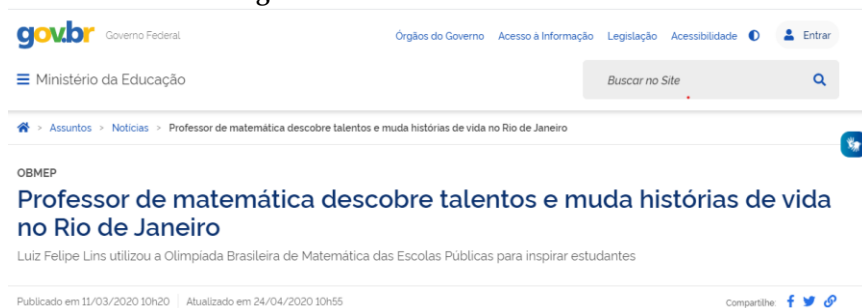 gov.br Governo Federal Órgãos do Governo Acesso à Informação Legislação Acessibilidade Entrar
Ministério da Educação Buscar no Site
> Assuntos > Notícias > Professor de matemática descobre talentos e muda histórias de vida no Rio de Janeiro
OBMEP
Professor de matemática descobre talentos e muda histórias de vida
no Rio de Janeiro
Luiz Felipe Lins utilizou a Olimpíada Brasileira de Matemática das Escolas Públicas para inspirar estudantes
Publicado em 11/03/2020 10h20 Atualizado em 24/04/2020 10h55 Compartilhe: